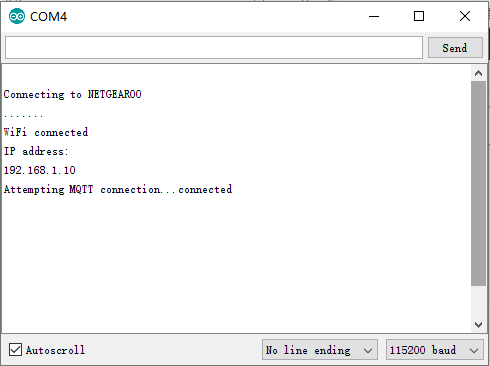 COM4
Send
Connecting to NETGEAR00
.......
WiFi connected
IP address:
192.168.1.10
Attempting MQTT connection...connected
Autoscroll
No line ending
115200 baud